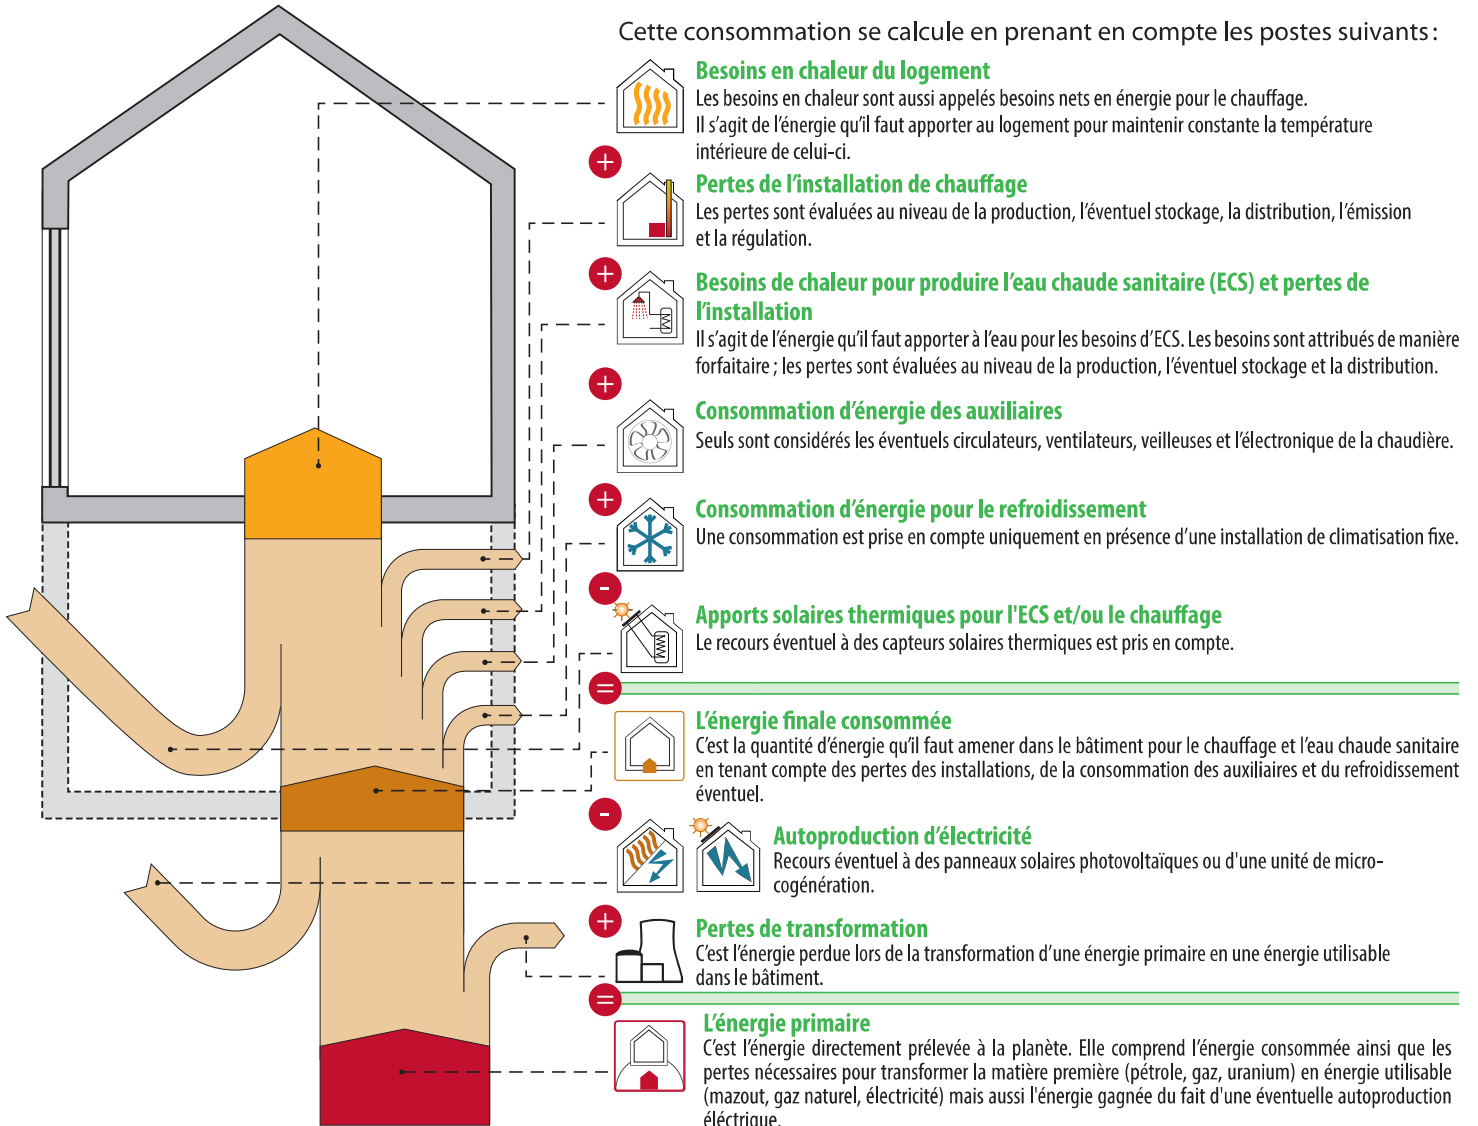 Cette consommation se calcule en prenant en compte les postes suivants :
Besoins en chaleur du logement
Les besoins en chaleur sont aussi appelés besoins nets en énergie pour le chauffage.
Il s'agit de l'énergie qu'il faut apporter au logement pour maintenir constante la température
intérieure de celui-ci.
+
Pertes de l'installation de chauffage
Les pertes sont évaluées au niveau de la production, l'éventuel stockage, la distribution, l'émission
et la régulation.
+
Besoins de chaleur pour produire l'eau chaude sanitaire (ECS) et pertes de
l'installation
Il s'agit de l'énergie qu'il faut apporter à l'eau pour les besoins d'ECS. Les besoins sont attribués de manière
forfaitaire ; les pertes sont évaluées au niveau de la production, l'éventuel stockage et la distribution.
+
Consommation d'énergie des auxiliaires
Seuls sont considérés les éventuels circulateurs, ventilateurs, veilleuses et l'électronique de la chaudière.
+
Consommation d'énergie pour le refroidissement
Une consommation est prise en compte uniquement en présence d'une installation de climatisation fixe.
-
Apports solaires thermiques pour l'ECS et/ou le chauffage
Le recours éventuel à des capteurs solaires thermiques est pris en compte.
=
L'énergie finale consommée
C'est la quantité d'énergie qu'il faut amener dans le bâtiment pour le chauffage et l'eau chaude sanitaire
en tenant compte des pertes des installations, de la consommation des auxiliaires et du refroidissement
éventuel.
-
Autoproduction d'électricité
Recours éventuel à des panneaux solaires photovoltaïques ou d'une unité de micro-
cogénération.
+
Pertes de transformation
C'est l'énergie perdue lors de la transformation d'une énergie primaire en une énergie utilisable
dans le bâtiment.
=
L'énergie primaire
C'est l'énergie directement prélevée à la planète. Elle comprend l'énergie consommée ainsi que les
pertes nécessaires pour transformer la matière première (pétrole, gaz, uranium) en énergie utilisable
(mazout, gaz naturel, électricité) mais aussi l'énergie gagnée du fait d'une éventuelle autoproduction
éléctrique.